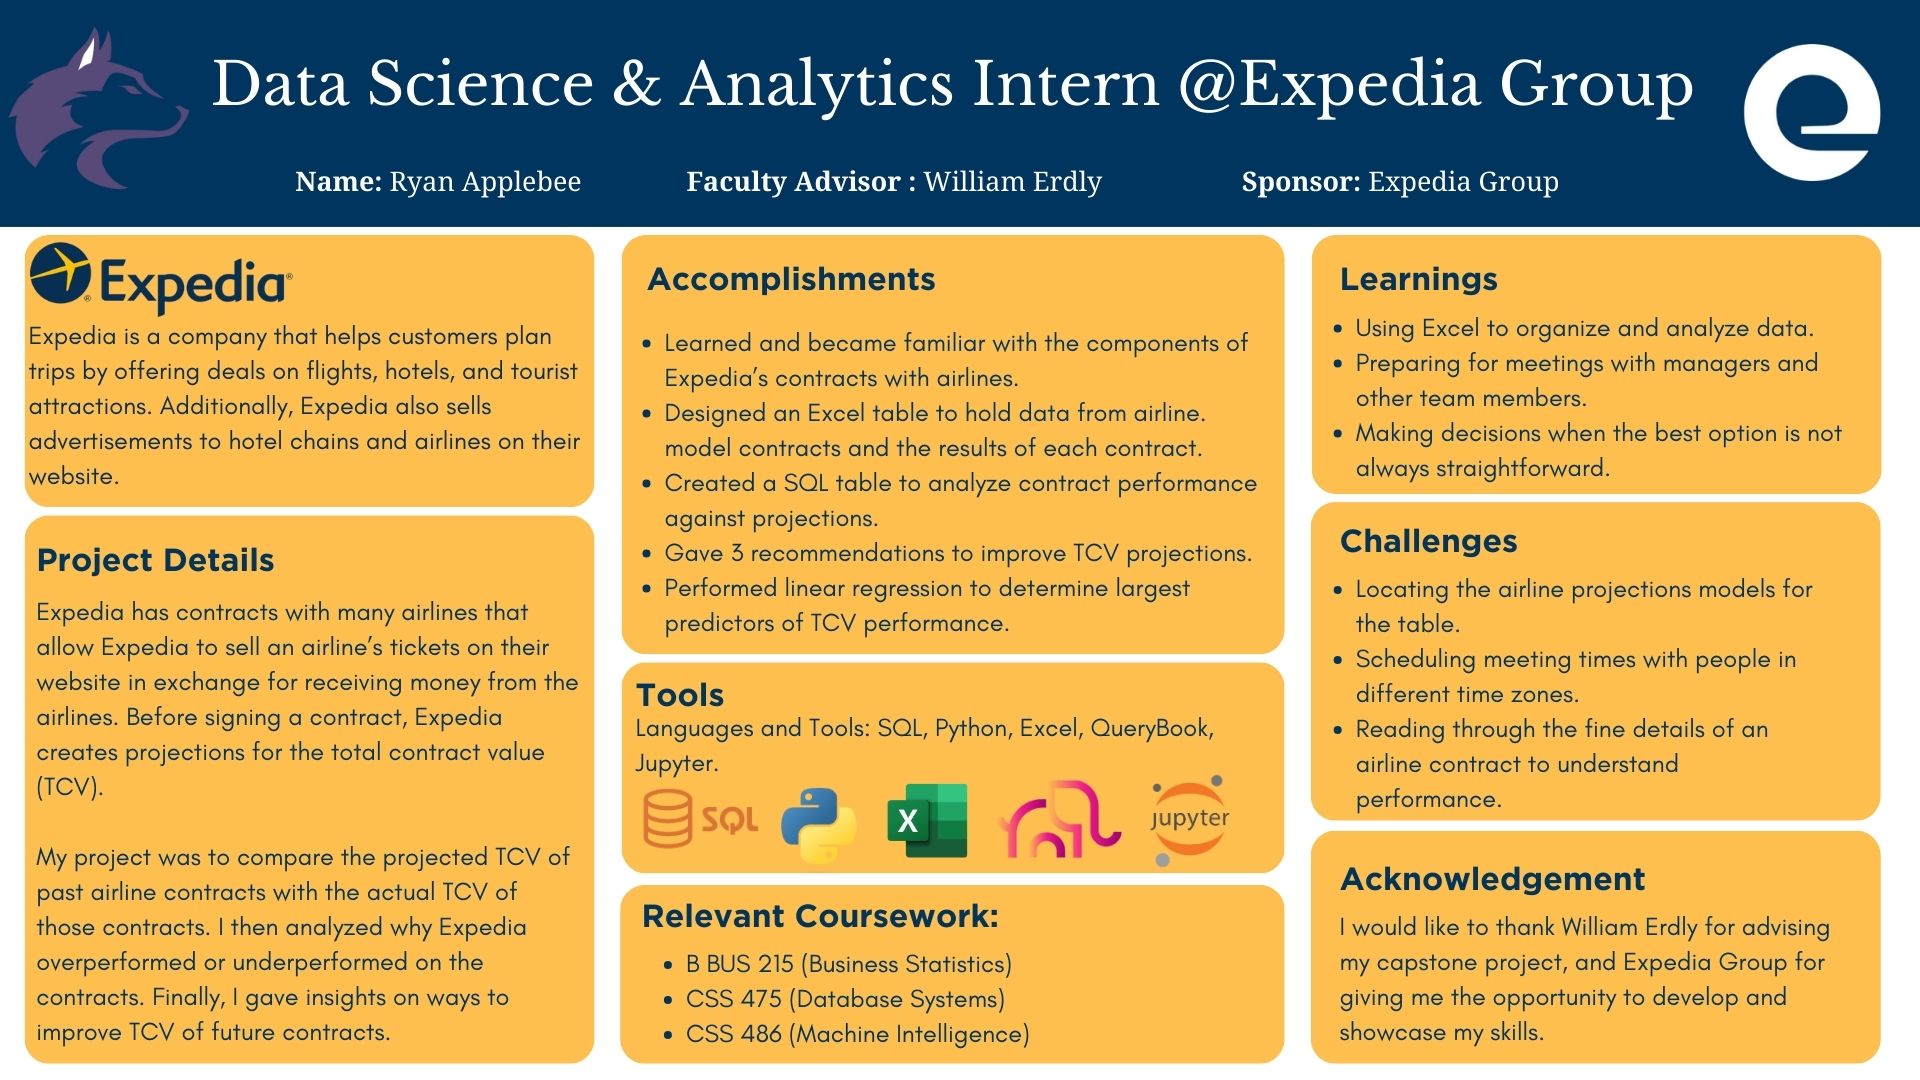 Data Science & Analytics Intern @Expedia Group
Name: Ryan Applebee
Faculty Advisor : William Erdly
Sponsor: Expedia Group
Expedia®
Expedia is a company that helps customers plan
trips by offering deals on flights, hotels, and tourist
attractions. Additionally, Expedia also sells
advertisements to hotel chains and airlines on their
website.
Project Details
Expedia has contracts with many airlines that
allow Expedia to sell an airline’s tickets on their
website in exchange for receiving money from the
airlines. Before signing a contract, Expedia
creates projections for the total contract value
(TCV).
My project was to compare the projected TCV of
past airline contracts with the actual TCV of
those contracts. I then analyzed why Expedia
overperformed or underperformed on the
contracts. Finally, I gave insights on ways to
improve TCV of future contracts.
Accomplishments
• Learned and became familiar with the components of
Expedia’s contracts with airlines.
• Designed an Excel table to hold data from airline.
model contracts and the results of each contract.
• Created a SQL table to analyze contract performance
against projections.
• Gave 3 recommendations to improve TCV projections.
• Performed linear regression to determine largest
predictors of TCV performance.
Tools
Languages and Tools: SQL, Python, Excel, QueryBook,
Jupyter.
SQL
X
jupyter
Relevant Coursework:
• B BUS 215 (Business Statistics)
• CSS 475 (Database Systems)
• CSS 486 (Machine Intelligence)
Learnings
• Using Excel to organize and analyze data.
• Preparing for meetings with managers and
other team members.
• Making decisions when the best option is not
always straightforward.
Challenges
• Locating the airline projections models for
the table.
• Scheduling meeting times with people in
different time zones.
• Reading through the fine details of an
airline contract to understand
performance.
Acknowledgement
I would like to thank William Erdly for advising
my capstone project, and Expedia Group for
giving me the opportunity to develop and
showcase my skills.